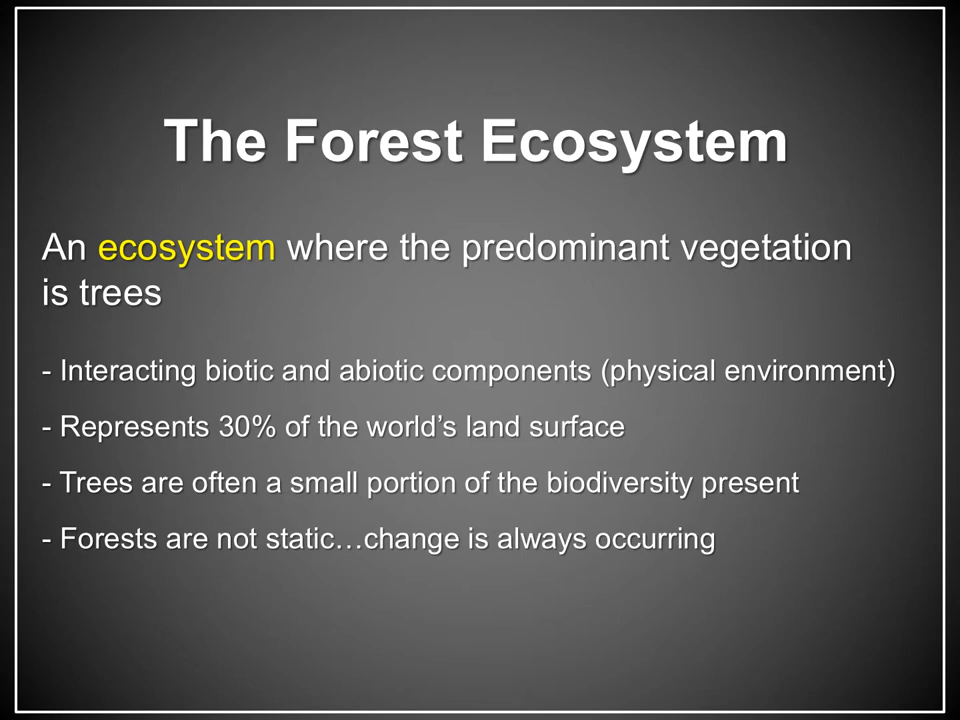 The Forest Ecosystem
An ecosystem where the predominant vegetation
is trees
- Interacting biotic and abiotic components (physical environment)
- Represents 30% of the world’s land surface
- Trees are often a small portion of the biodiversity present
- Forests are not static…change is always occurring